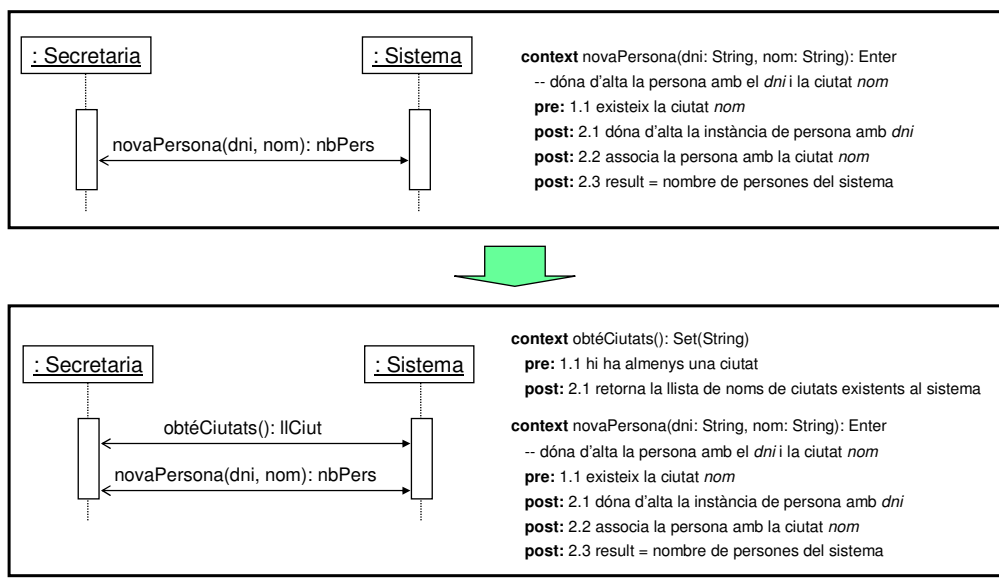 : Secretaria
: Sistema
novaPersona(dni, nom): nbPers
context novaPersona(dni: String, nom: String): Enter
-- dóna d'alta la persona amb el dni i la ciutat nom
pre: 1.1 existeix la ciutat nom
post: 2.1 dóna d'alta la instància de persona amb dni
post: 2.2 associa la persona amb la ciutat nom
post: 2.3 result = nombre de persones del sistema
: Secretaria
: Sistema
obtéCiutats(): llCiut
novaPersona(dni, nom): nbPers
context obtéCiutats(): Set(String)
pre: 1.1 hi ha almenys una ciutat
post: 2.1 retorna la llista de noms de ciutats existents al sistema
context novaPersona(dni: String, nom: String): Enter
-- dóna d'alta la persona amb el dni i la ciutat nom
pre: 1.1 existeix la ciutat nom
post: 2.1 dóna d'alta la instància de persona amb dni
post: 2.2 associa la persona amb la ciutat nom
post: 2.3 result = nombre de persones del sistema